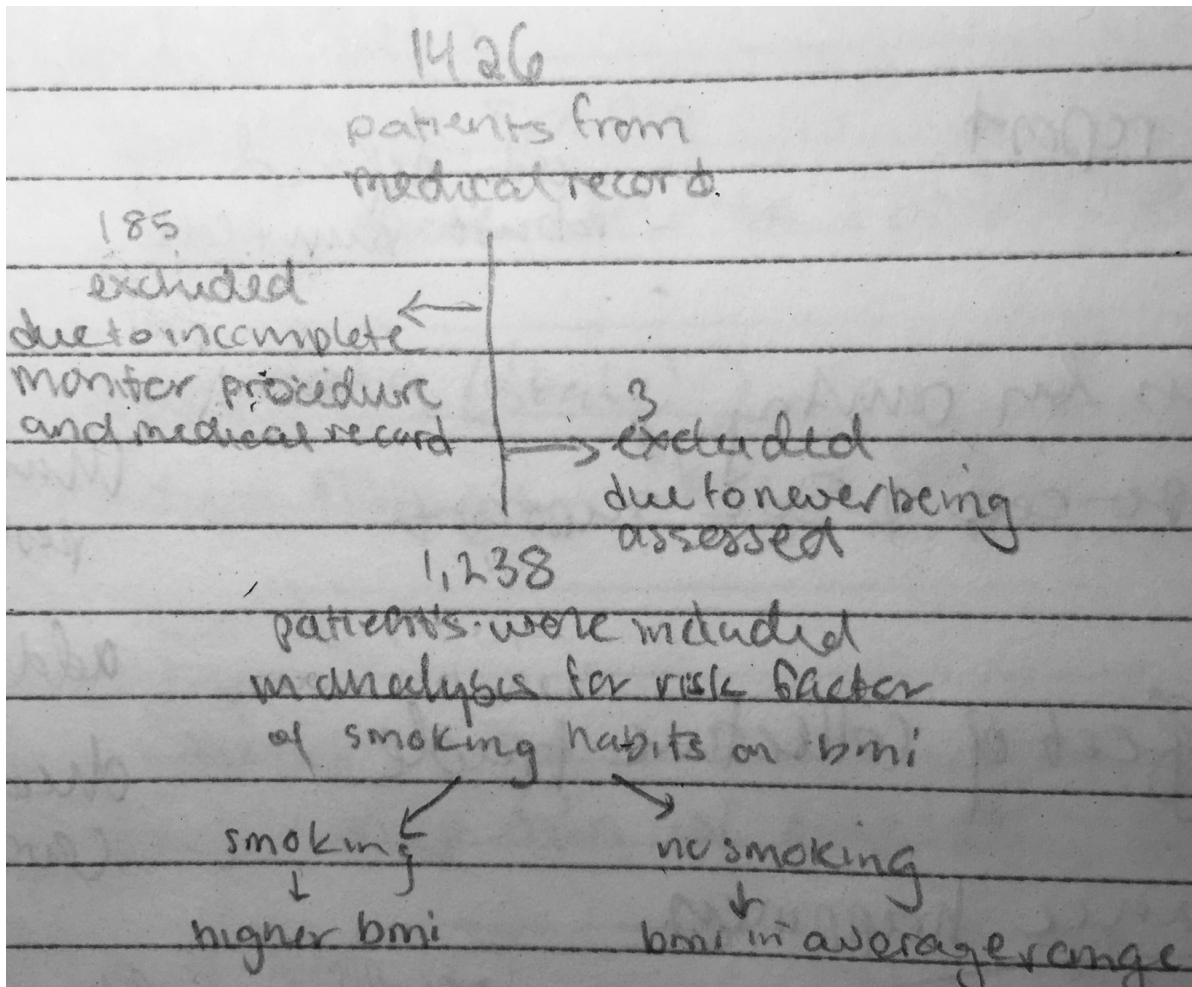 1426
patients from
medical record.
185
excluded
due to incomplete
monitor procidure
and medical record
3
excluded
due to never being
assessed
1,238
patient's were included
in analysis for risk factor
of smoking habits on bmi
smoking
no smoking
higher bmi
bmi in average range